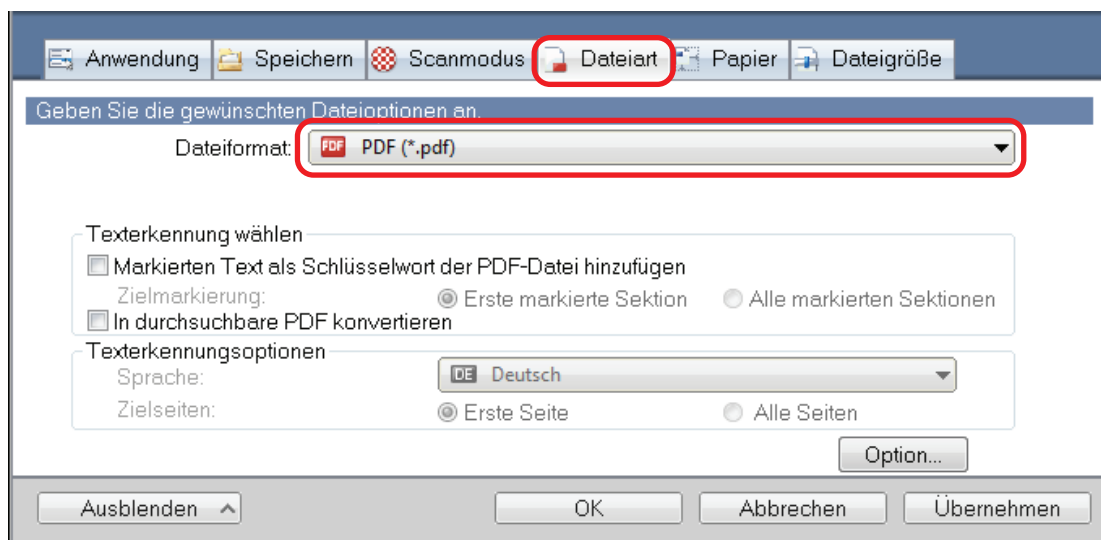 Anwendung Speichern Scanmodus Dateiart Papier Dateigröße
Geben Sie die gewünschten Dateioptionen an.
Dateiformat: PDF PDF (*.pdf)
Texterkennung wählen
Markierten Text als Schlüsselwort der PDF-Datei hinzufügen
Zielmarkierung: Erste markierte Sektion Alle markierten Sektionen
In durchsuchbare PDF konvertieren
Texterkennungsoptionen
Sprache: DE Deutsch
Zielseiten: Erste Seite Alle Seiten
Option...
Ausblenden OK Abbrechen Übernehmen